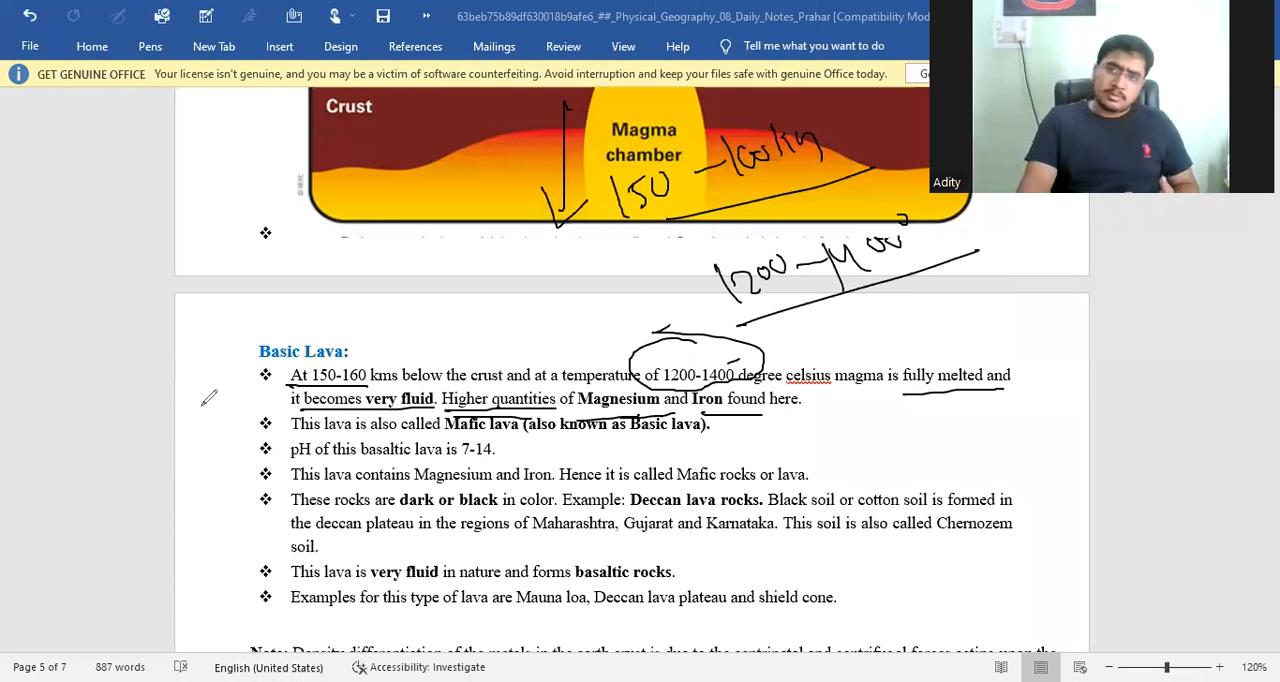 63beb75b89df630018b9afe6_##_Physical_Geography_08_Daily_Notes_Prahar [Compatibility Mod
File Home Pens New Tab Insert Draw Design References Mailings Review View Help Tell me what you want to do
GET GENUINE OFFICE Your license isn't genuine, and you may be a victim of software counterfeiting. Avoid interruption and keep your files safe with genuine Office today. Ge
Crust
Magma
chamber
Adity
1200-1400°
Basic Lava:
❖ At 150-160 kms below the crust and at a temperature of 1200-1400 degree celsius magma is fully melted and
it becomes very fluid. Higher quantities of Magnesium and Iron found here.
❖ This lava is also called Mafic lava (also known as Basic lava).
❖ pH of this basaltic lava is 7-14.
❖ This lava contains Magnesium and Iron. Hence it is called Mafic rocks or lava.
❖ These rocks are dark or black in color. Example: Deccan lava rocks. Black soil or cotton soil is formed in
the deccan plateau in the regions of Maharashtra, Gujarat and Karnataka. This soil is also called Chernozem
soil.
❖ This lava is very fluid in nature and forms basaltic rocks.
❖ Examples for this type of lava are Mauna loa, Deccan lava plateau and shield cone.
Page 5 of 7 887 words English (United States) Accessibility: Investigate 120%